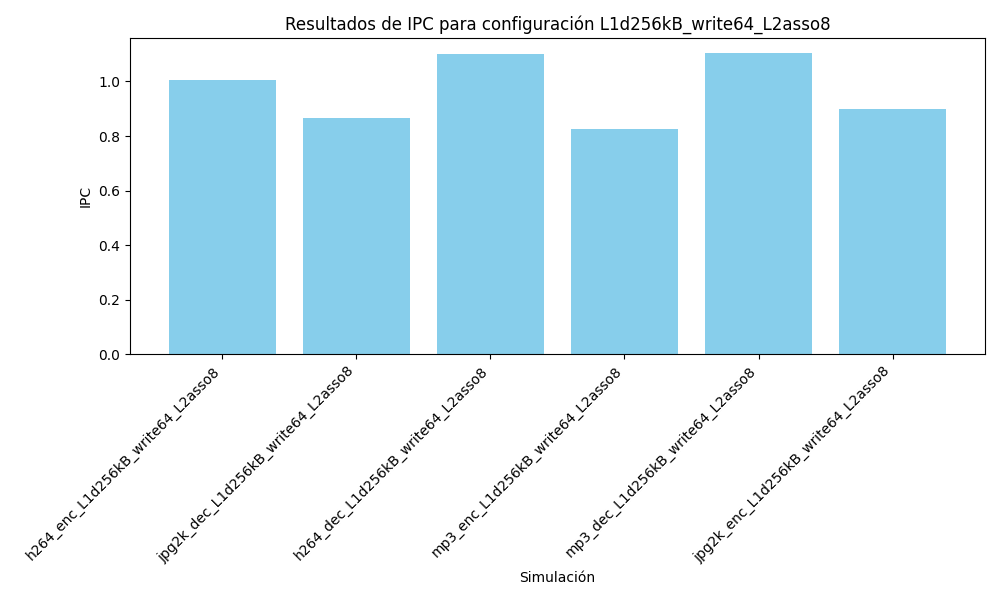 Resultados de IPC para configuración L1d256kB_write64_L2asso8
IPC
1.0
0.8
0.6
0.4
0.2
0.0
h264_enc_L1d256kB_write64_L2asso8
jpg2k_dec_L1d256kB_write64_L2asso8
h264_dec_L1d256kB_write64_L2asso8
mp3_enc_L1d256kB_write64_L2asso8
mp3_dec_L1d256kB_write64_L2asso8
jpg2k_enc_L1d256kB_write64_L2asso8
Simulación